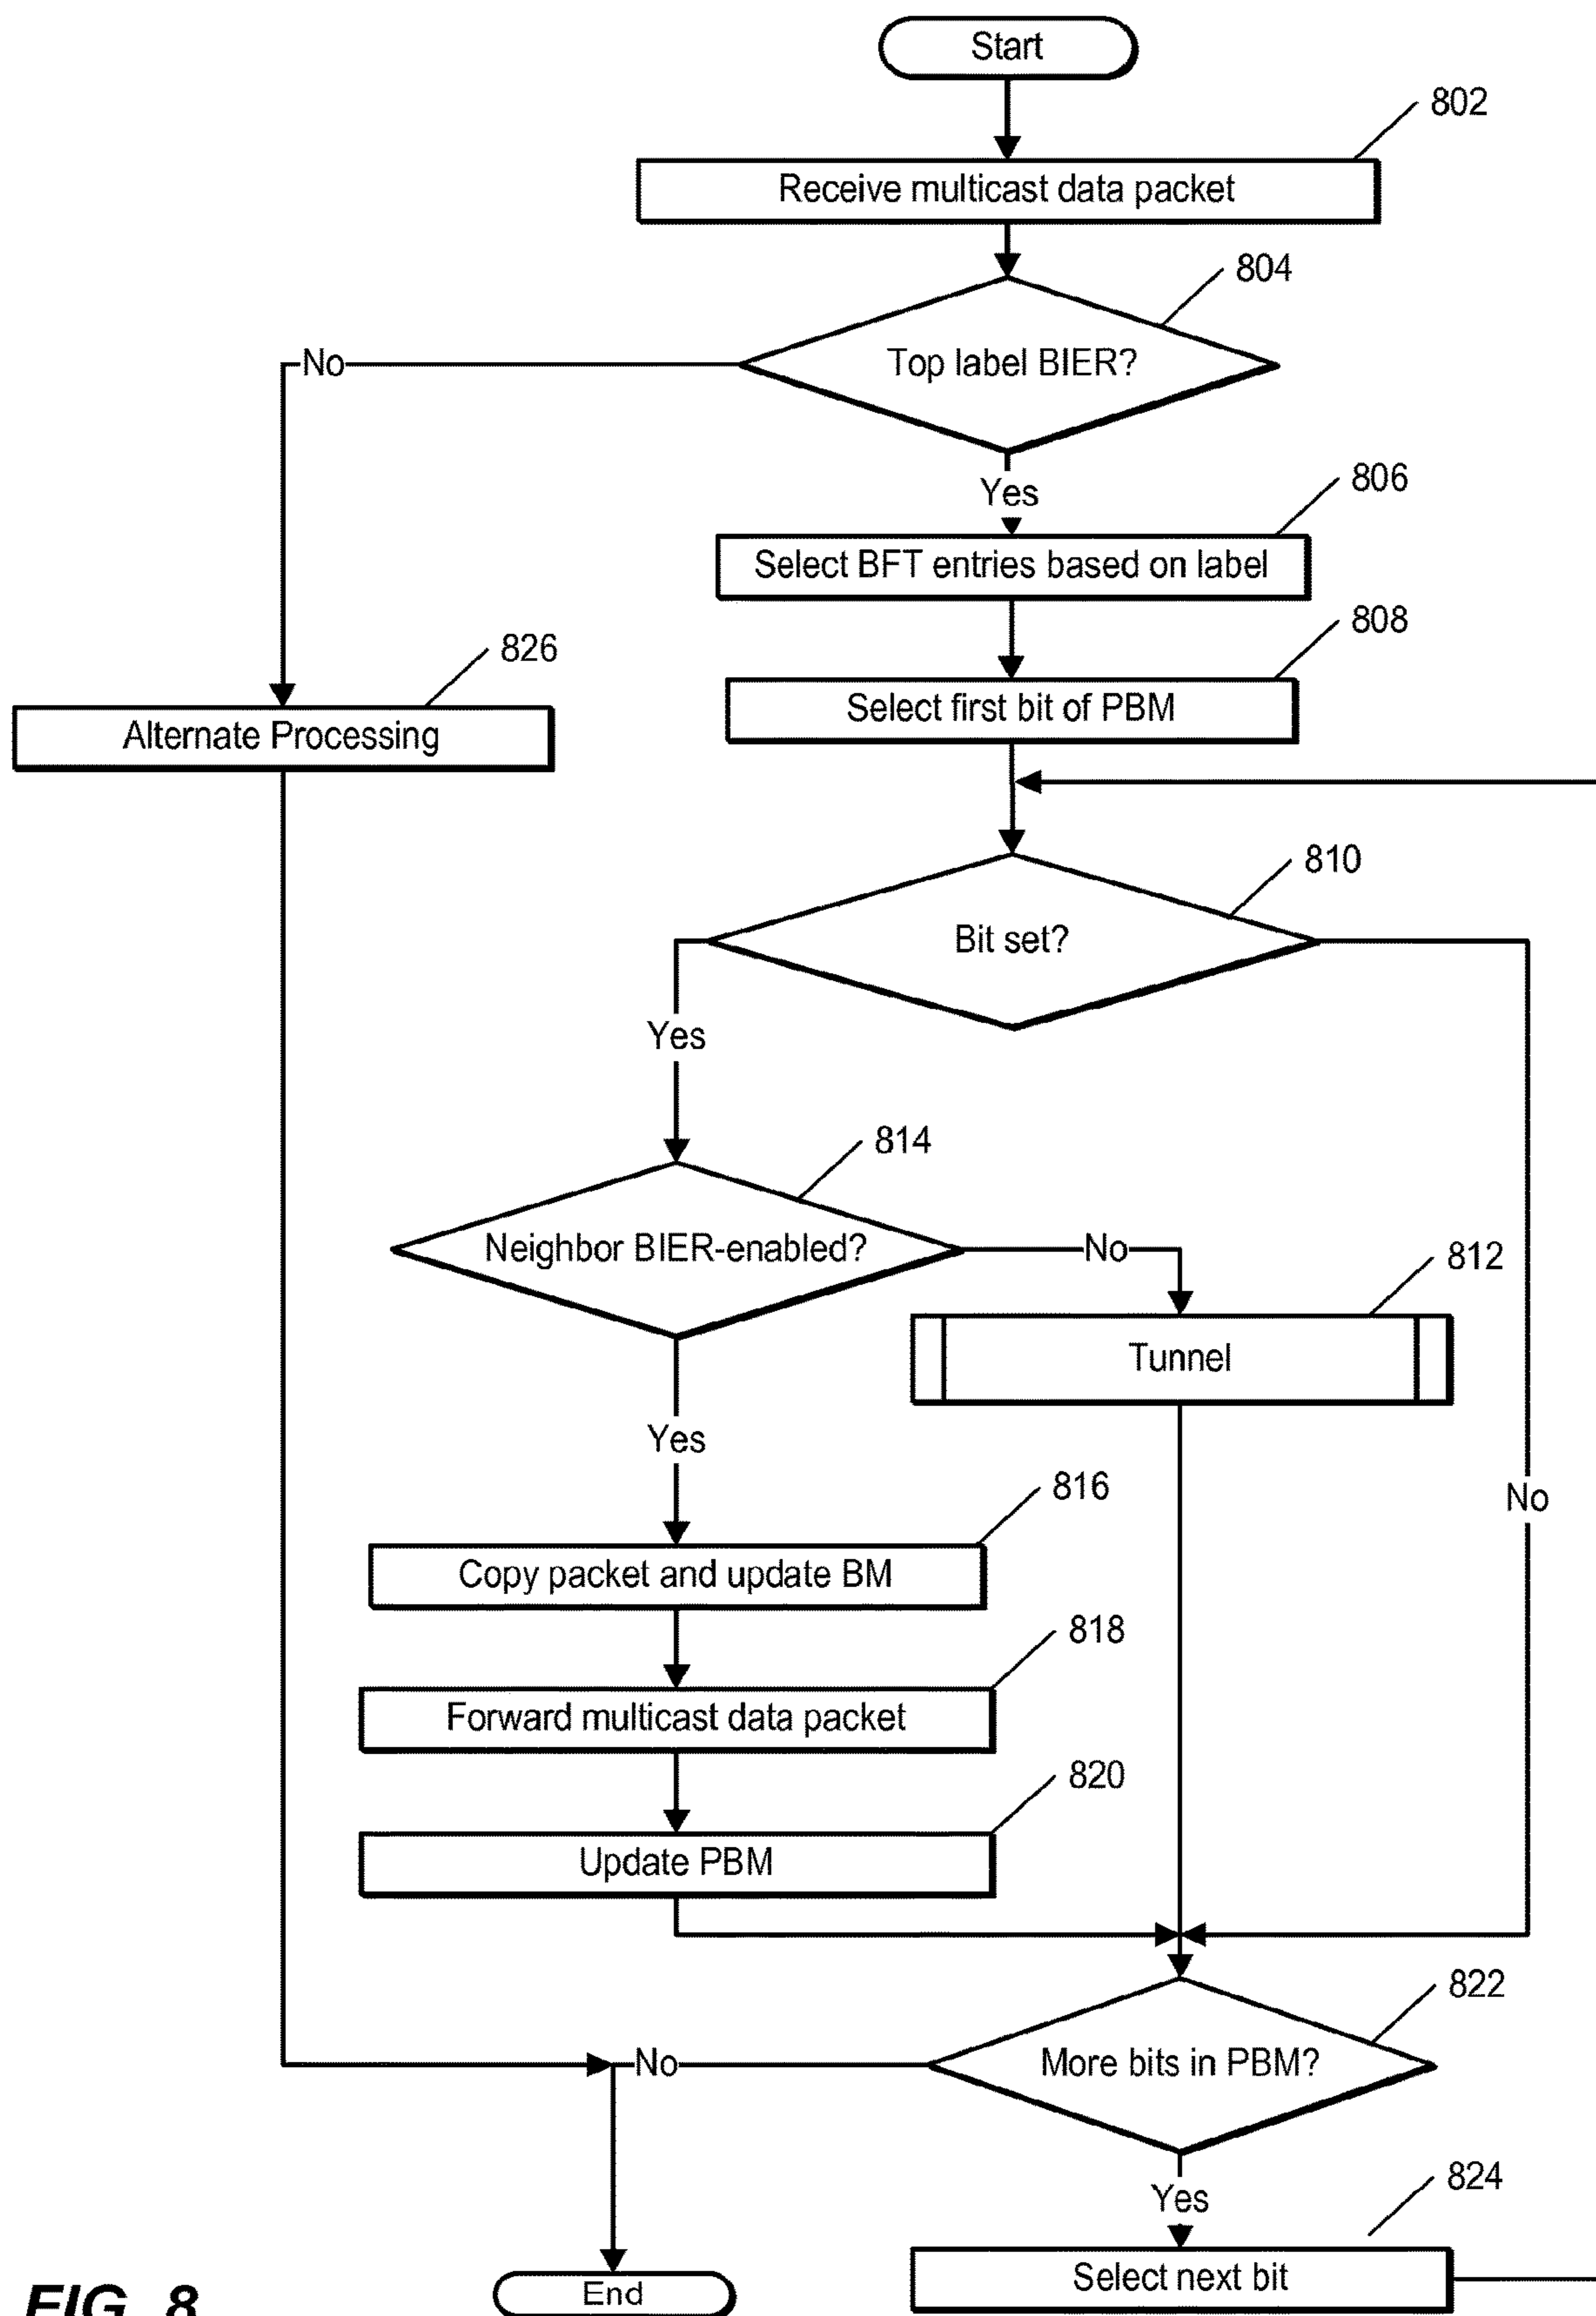 Start
802
Receive multicast data packet
804
Top label BIER?
No
Yes
806
Select BFT entries based on label
808
Select first bit of PBM
826
Alternate Processing
810
Bit set?
Yes
814
Neighbor BIER-enabled?
No
812
Tunnel
Yes
816
Copy packet and update BM
No
818
Forward multicast data packet
820
Update PBM
822
More bits in PBM?
No
Yes
824
Select next bit
End
FIG. 8